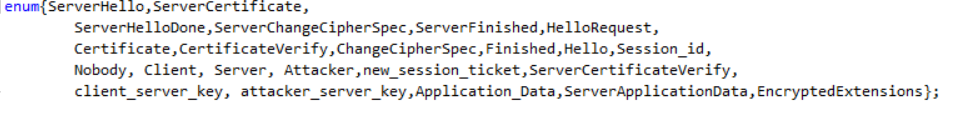 enum{ServerHello,ServerCertificate,
ServerHelloDone,ServerChangeCipherSpec,ServerFinished,HelloRequest,
Certificate,CertificateVerify,ChangeCipherSpec,Finished,Hello,Session_id,
Nobody, Client, Server, Attacker,new_session_ticket,ServerCertificateVerify,
client_server_key, attacker_server_key,Application_Data,ServerApplicationData,EncryptedExtensions};